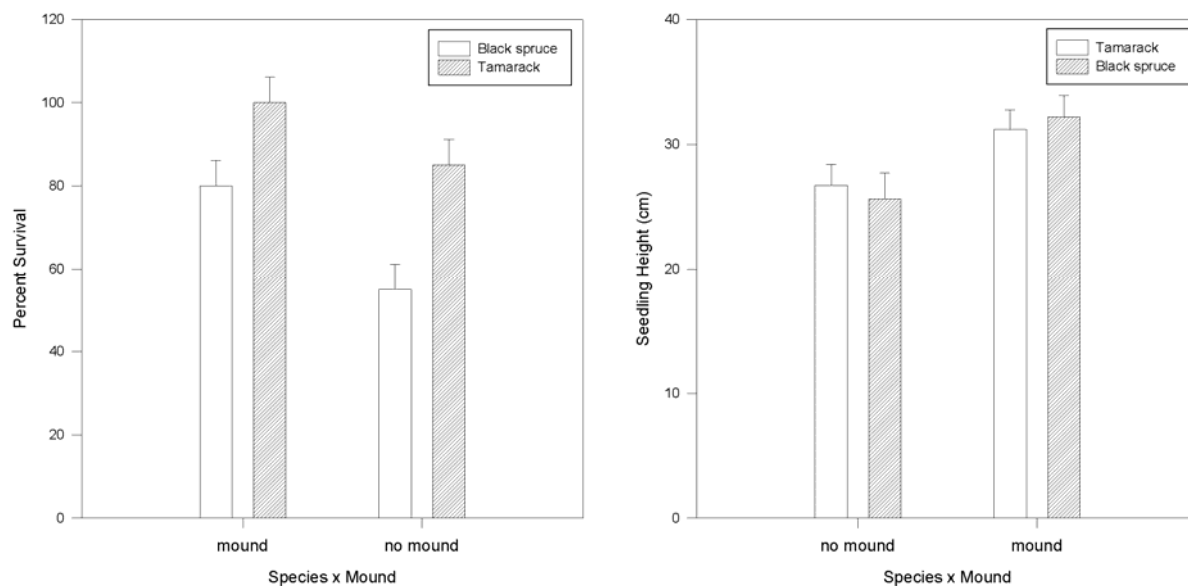 120
100
80
60
40
20
0
Percent Survival
Black spruce
Tamarack
mound
no mound
Species x Mound
40
30
20
10
0
Seedling Height (cm)
Tamarack
Black spruce
no mound
mound
Species x Mound